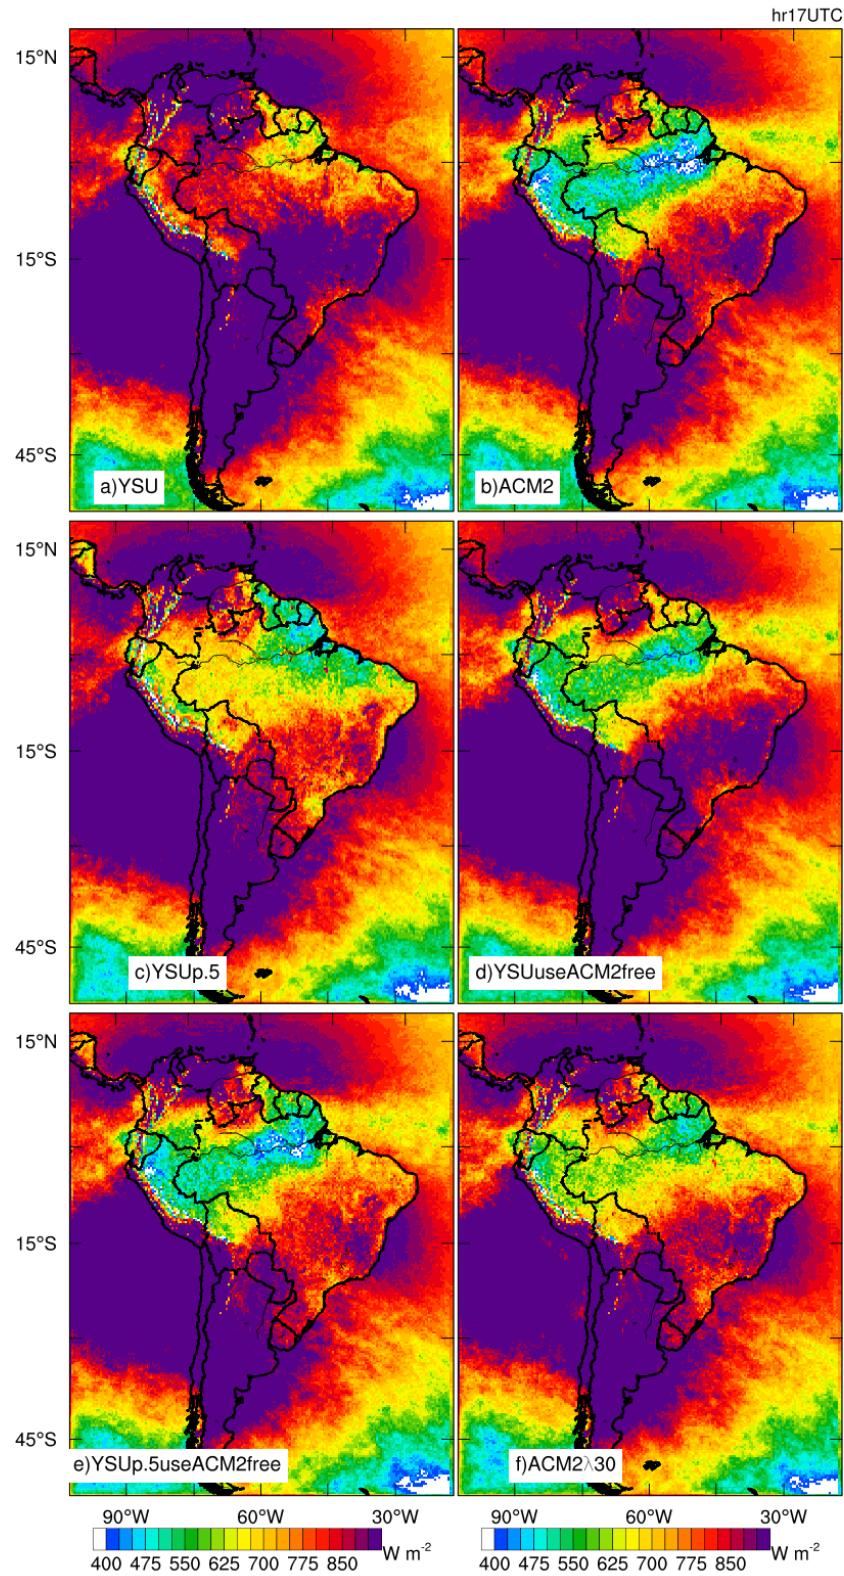 hr17UTC
15°N
15°S
45°S
a)YSU
b)ACM2
15°N
15°S
45°S
c)YSUp.5
d)YSUuseACM2free
15°N
15°S
45°S
e)YSUp.5useACM2free
f)ACM2λ30
90°W 60°W 30°W 90°W 60°W 30°W
W m-2 W m-2
400 475 550 625 700 775 850 400 475 550 625 700 775 850